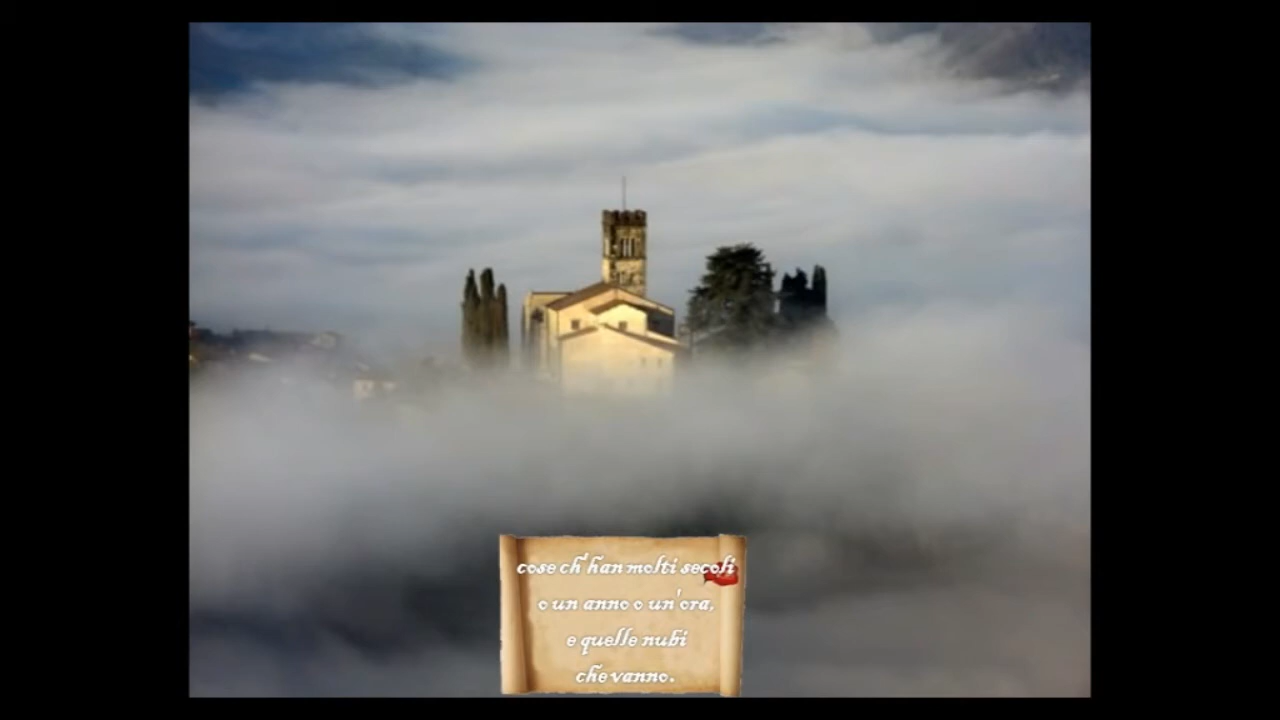 cose ch'han molti secoli
o un anno o un'ora,
e quelle nubi
che vanno.